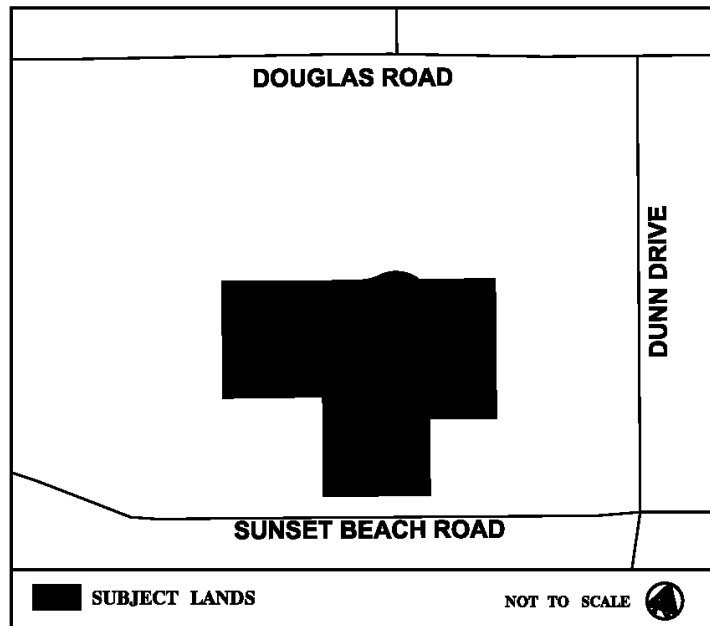 DOUGLAS ROAD
DUNN DRIVE
SUNSET BEACH ROAD
SUBJECT LANDS
NOT TO SCALE